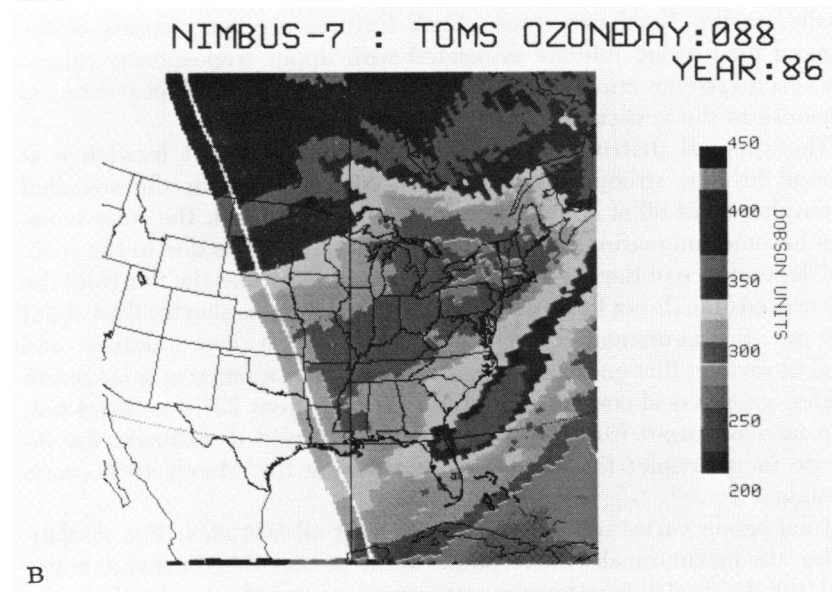 NIMBUS-7 : TOMS OZONEDAY:088
YEAR:86
450
400
350
300
250
200
DOBSON UNITS
B